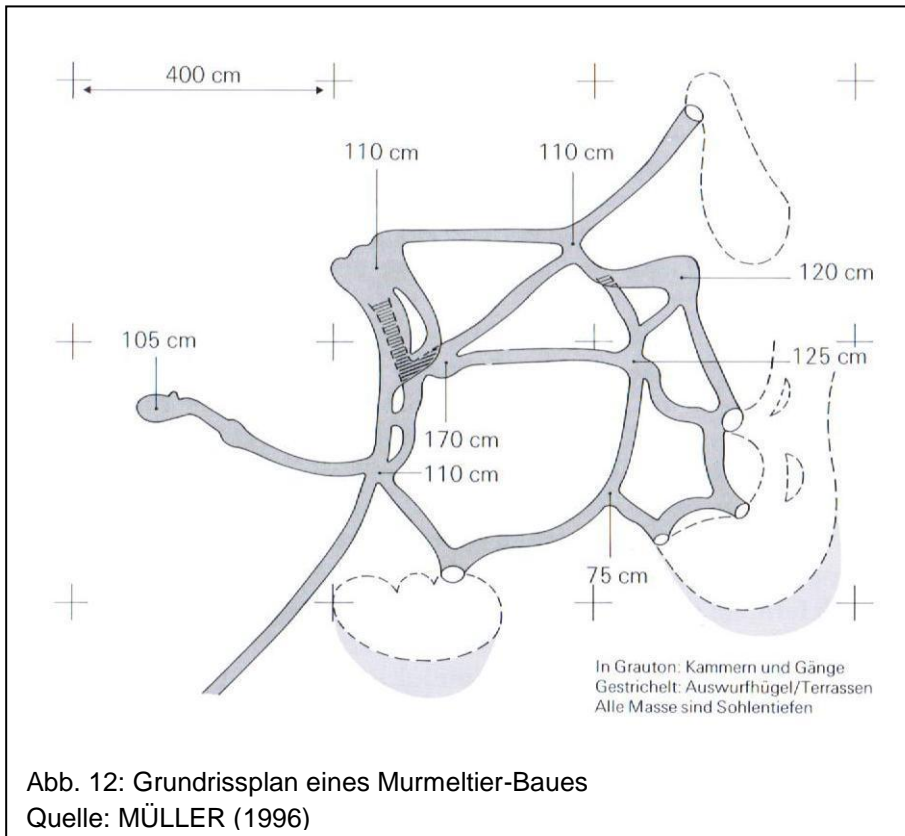 400 cm
110 cm
110 cm
120 cm
105 cm
125 cm
170 cm
110 cm
75 cm
In Grauton: Kammern und Gänge
Gestrichelt: Auswurfhügel/Terrassen
Alle Masse sind Sohlentiefen
Abb. 12: Grundrissplan eines Murmeltier-Baues
Quelle: MÜLLER (1996)